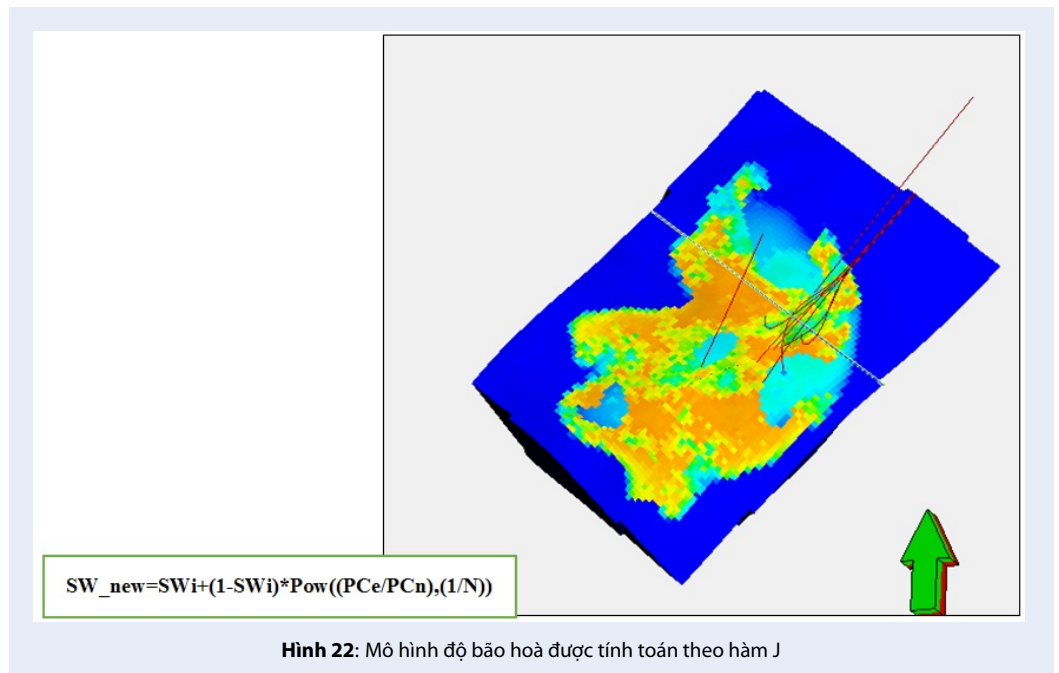 SW_new=SWi+(1-SWi)*Pow((PCe/PCn),(1/N))
Hình 22: Mô hình độ bão hoà được tính toán theo hàm J